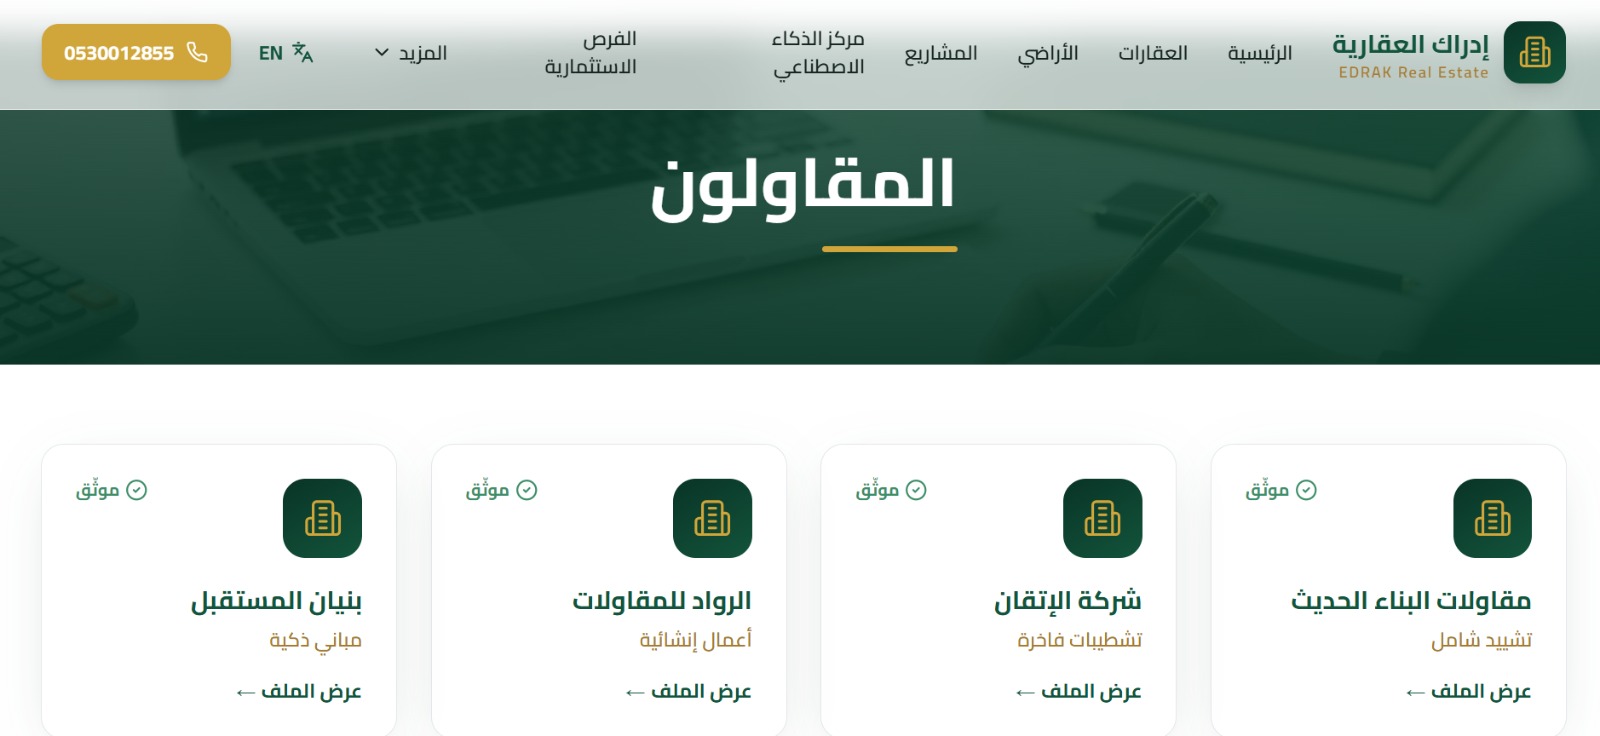 إدراك العقارية
EDRAK Real Estate
الرئيسية
العقارات
الأراضي
المشاريع
مركز الذكاء
الاصطناعي
الفرص
الاستثمارية
المزيد
EN
0530012855
المقاولون
موثّق
مقاولات البناء الحديث
تشييد شامل
عرض الملف ←
موثّق
شركة الإتقان
تشطيبات فاخرة
عرض الملف ←
موثّق
الرواد للمقاولات
أعمال إنشائية
عرض الملف ←
موثّق
بنيان المستقبل
مباني ذكية
عرض الملف ←